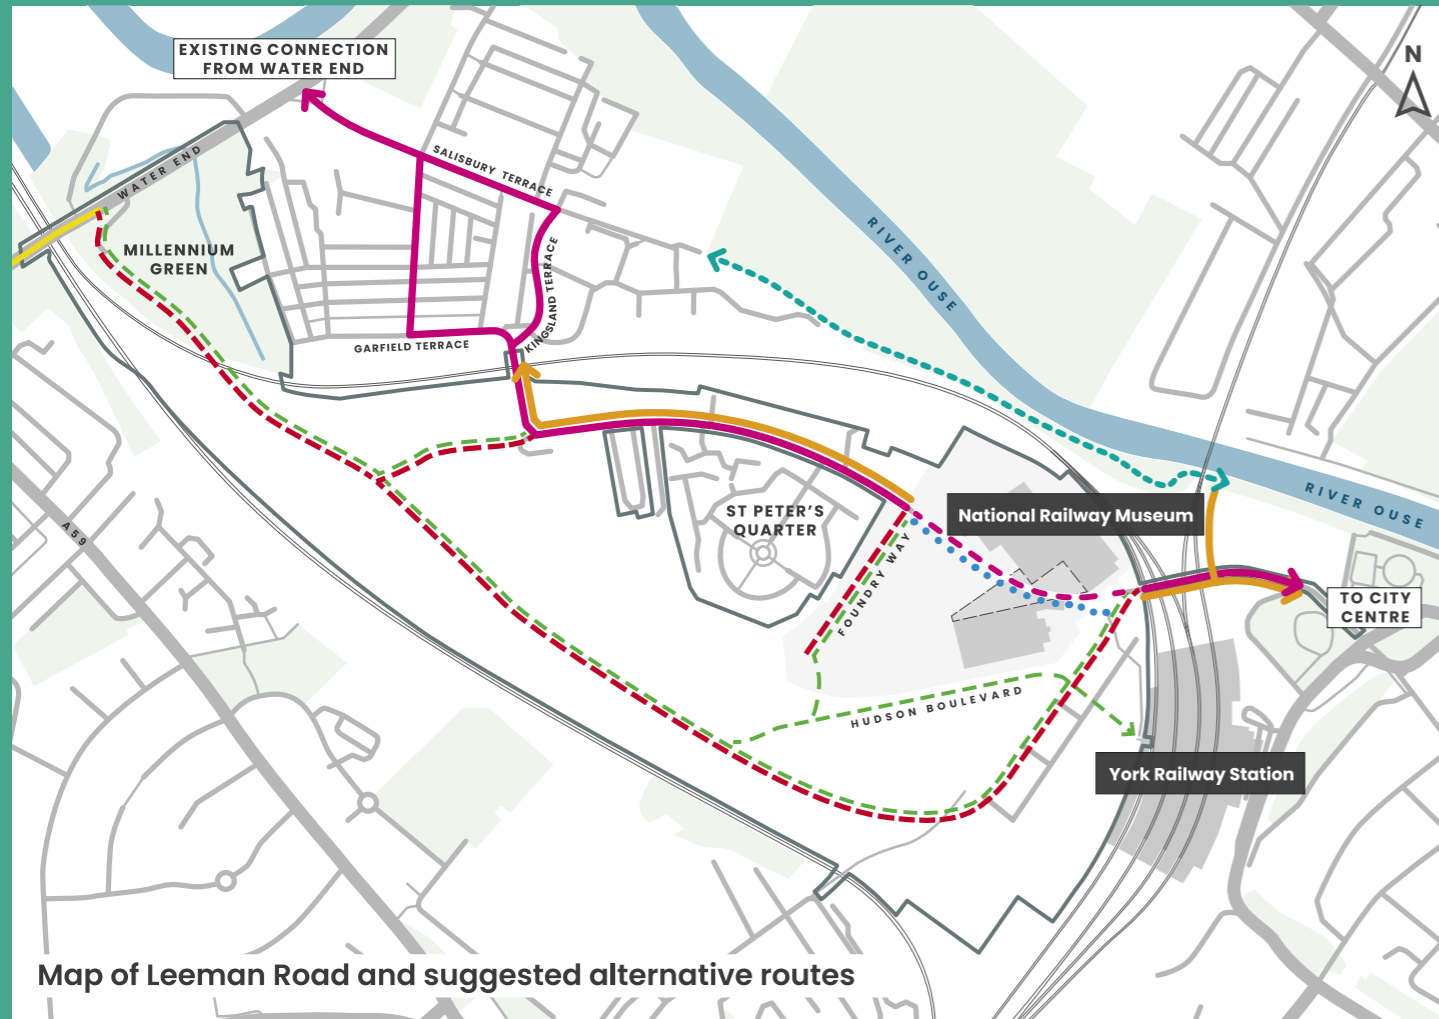 EXISTING CONNECTION
FROM WATER END
N
SALISBURY TERRACE
WATER END
MILLENNIUM
GREEN
KINGSLAND TERRACE
GARFIELD TERRACE
RIVER OUSE
RIVER OUSE
National Railway Museum
ST PETER'S
QUARTER
A59
FOUNDRY WAY
TO CITY
CENTRE
HUDSON BOULEVARD
York Railway Station
Map of Leeman Road and suggested alternative routes